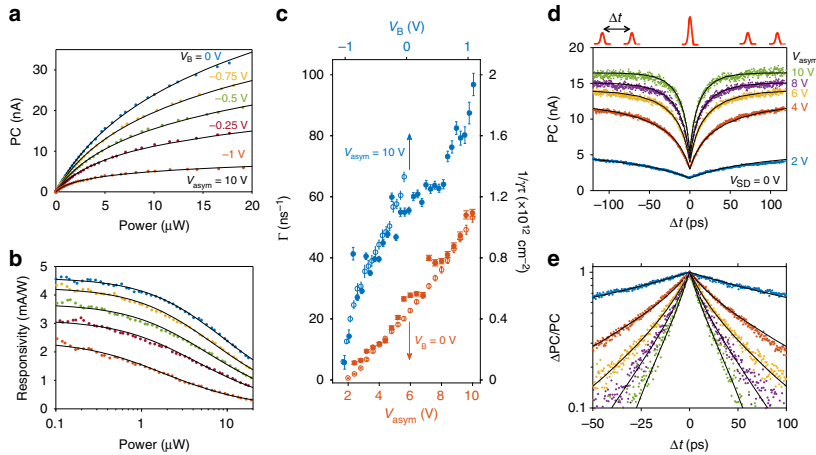 a
PC (nA)
30
20
10
0
V_B = 0 V
−0.75 V
−0.5 V
−0.25 V
−1 V
V_asym = 10 V
0
5
10
15
20
Power (µW)
b
Responsivity (mA/W)
5
4
3
2
1
0
0.1
1
10
Power (µW)
c
V_B (V)
−1
0
1
Γ (ns⁻¹)
100
80
60
40
20
0
2
1.6
1.2
0.8
0.4
0
1/γτ (×10¹² cm⁻²)
V_asym = 10 V
V_B = 0 V
2
4
6
8
10
V_asym (V)
d
Δt
V_asym
PC (nA)
20
15
10
5
0
10 V
8 V
6 V
4 V
2 V
V_SD = 0 V
−100
−50
0
50
100
Δt (ps)
e
ΔPC/PC
1
0.1
−50
−25
0
50
100
Δt (ps)